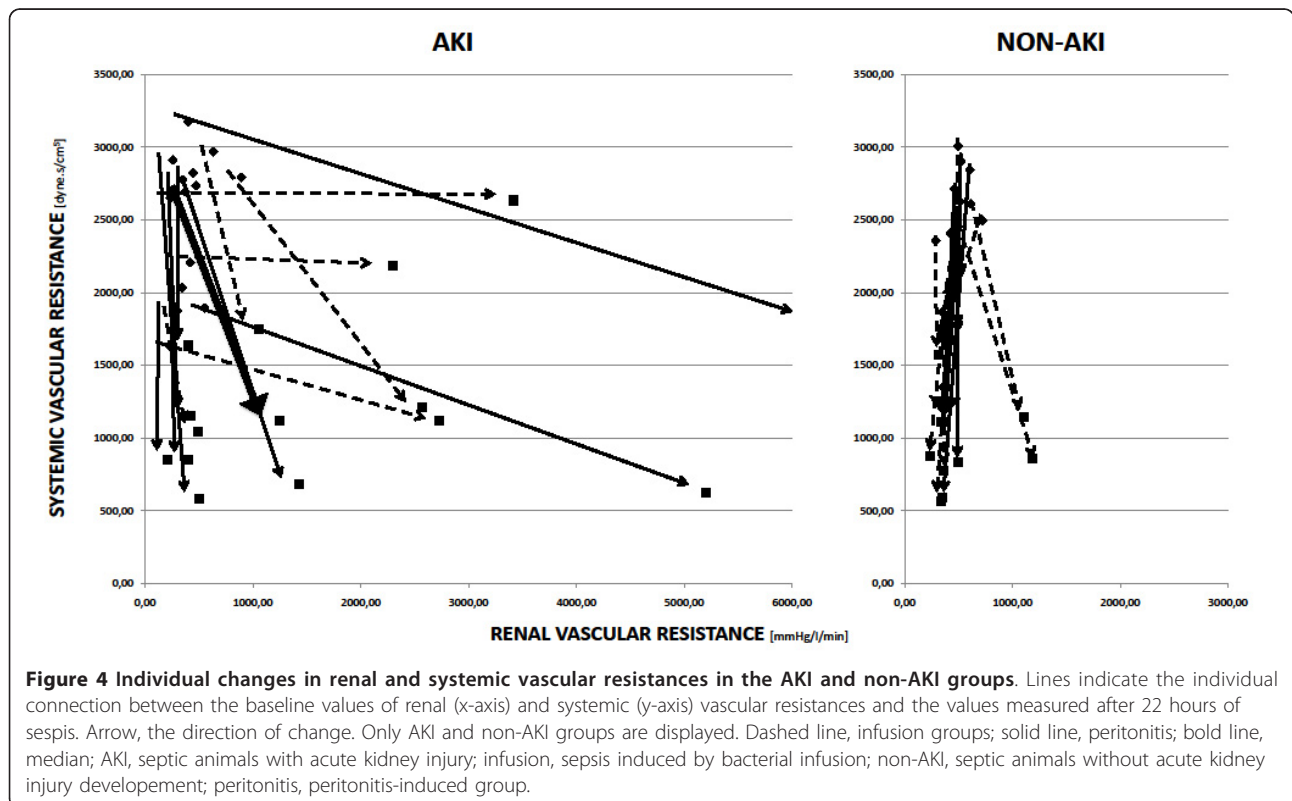 AKI
NON-AKI
SYSTEMIC VASCULAR RESISTANCE [dyne.s/cm⁵]
3500,00
3000,00
2500,00
2000,00
1500,00
1000,00
500,00
0,00
0,00 1000,00 2000,00 3000,00 4000,00 5000,00 6000,00
3500,00
3000,00
2500,00
2000,00
1500,00
1000,00
500,00
0,00
0,00 1000,00 2000,00 3000,00
RENAL VASCULAR RESISTANCE [mmHg/l/min]
Figure 4 Individual changes in renal and systemic vascular resistances in the AKI and non-AKI groups. Lines indicate the individual
connection between the baseline values of renal (x-axis) and systemic (y-axis) vascular resistances and the values measured after 22 hours of
sespis. Arrow, the direction of change. Only AKI and non-AKI groups are displayed. Dashed line, infusion groups; solid line, peritonitis; bold line,
median; AKI, septic animals with acute kidney injury; infusion, sepsis induced by bacterial infusion; non-AKI, septic animals without acute kidney
injury developement; peritonitis, peritonitis-induced group.